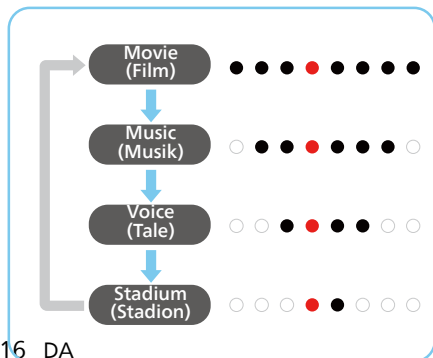 Movie
(Film)
Music
(Musik)
Voice
(Tale)
Stadium
(Stadion)
16 DA